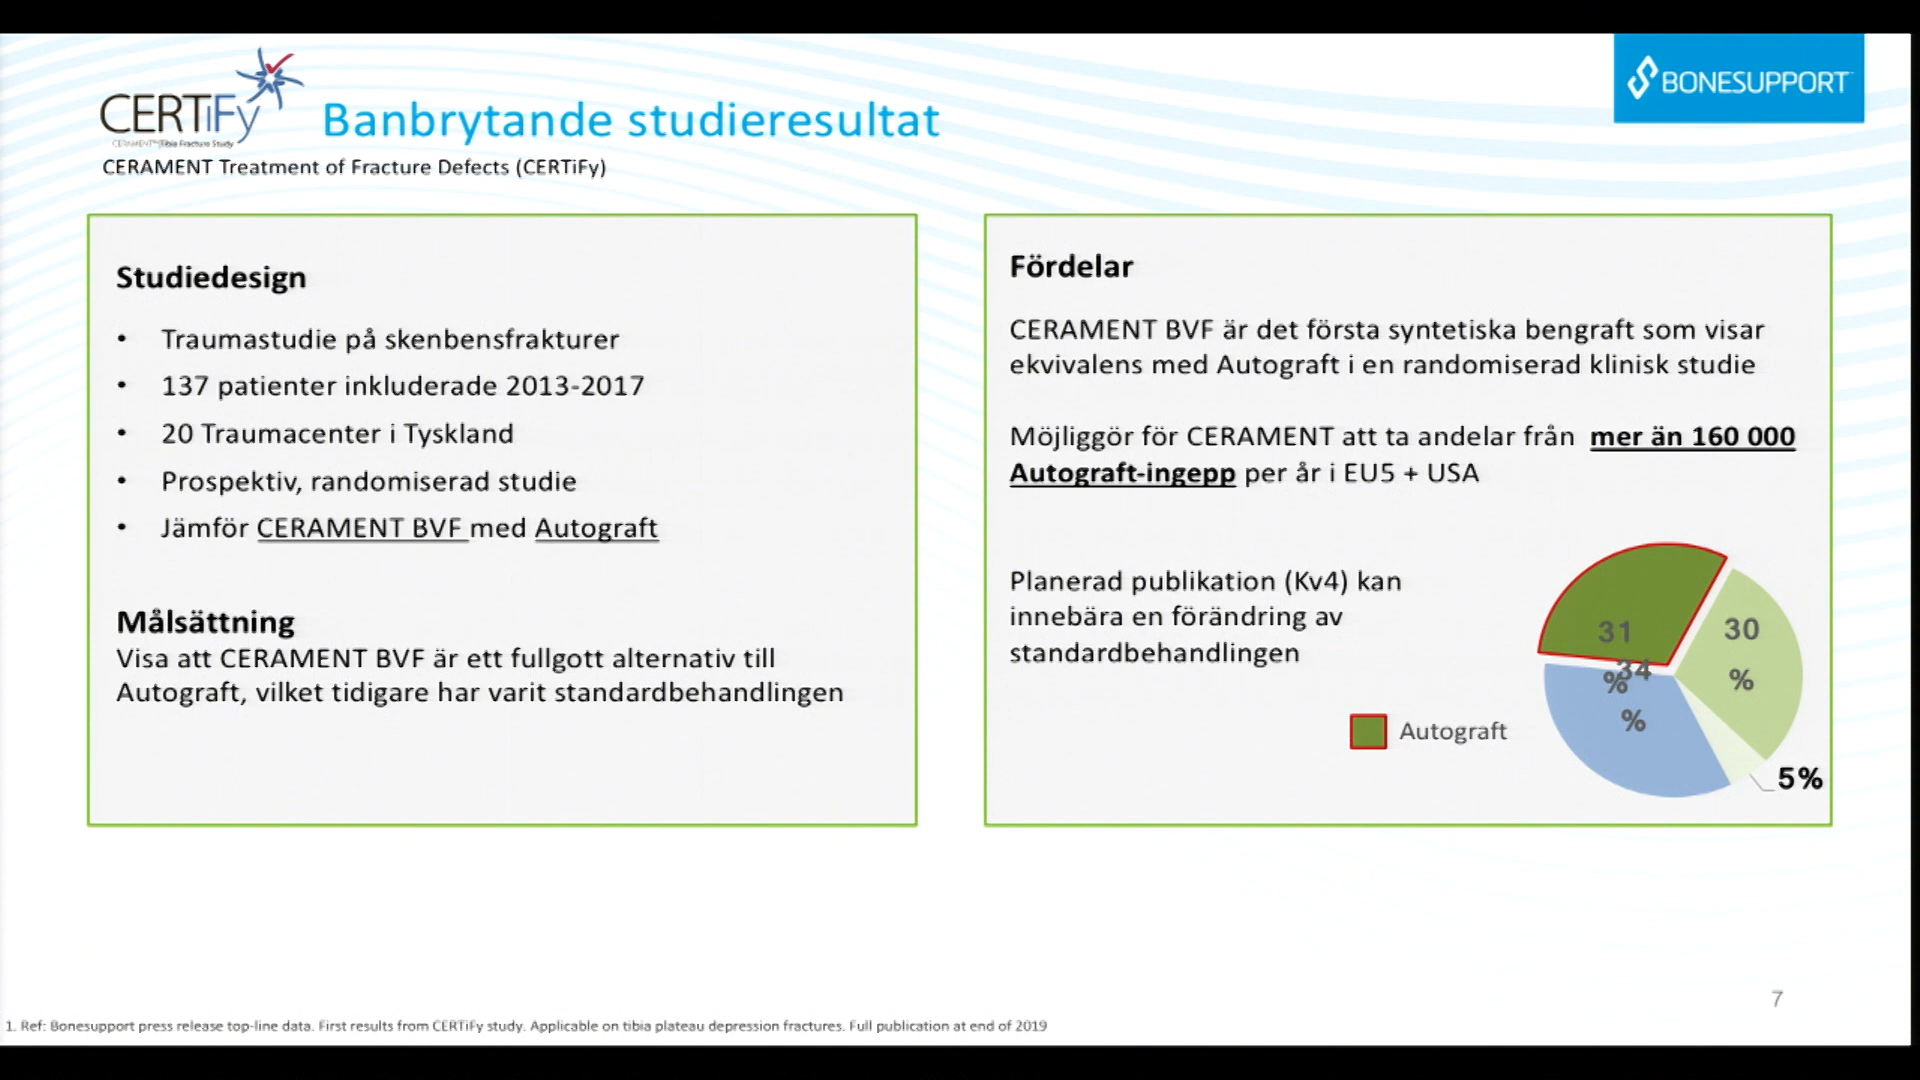 CERTiFy
CERAMENT™|Tibia Fracture Study
Banbrytande studieresultat
BONESUPPORT
CERAMENT Treatment of Fracture Defects (CERTiFy)
Studiedesign
• Traumastudie på skenbensfrakturer
• 137 patienter inkluderade 2013-2017
• 20 Traumacenter i Tyskland
• Prospektiv, randomiserad studie
• Jämför CERAMENT BVF med Autograft
Målsättning
Visa att CERAMENT BVF är ett fullgott alternativ till
Autograft, vilket tidigare har varit standardbehandlingen
Fördelar
CERAMENT BVF är det första syntetiska bengraft som visar
ekvivalens med Autograft i en randomiserad klinisk studie
Möjliggör för CERAMENT att ta andelar från mer än 160 000
Autograft-ingepp per år i EU5 + USA
Planerad publikation (Kv4) kan
innebära en förändring av
standardbehandlingen
Autograft
31
%
34
%
30
%
5%
7
1. Ref: Bonesupport press release top-line data. First results from CERTiFy study. Applicable on tibia plateau depression fractures. Full publication at end of 2019